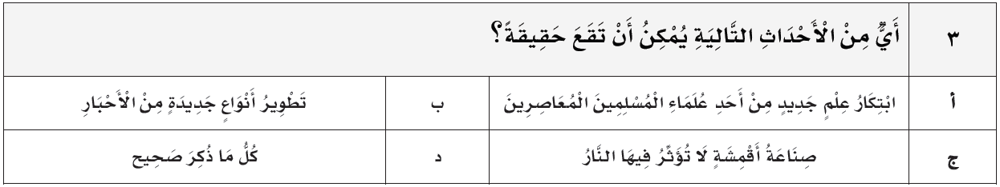 ٣ أَيٌّ مِنْ الْأَحْدَاثِ التَّالِيَةِ يُمْكِنُ أَنْ تَقَعَ حَقِيقَةً؟
أ ابْتِكَارُ عِلْمٍ جَدِيدٍ مِنْ أَحَدِ عُلَمَاءِ الْمُسْلِمِينَ الْمُعَاصِرِينَ ب تَطْوِيرُ أَنْوَاعٍ جَدِيدَةٍ مِنْ الْأَحْبَارِ
ج صِنَاعَةُ أَقْمِشَةٍ لَا تُؤَثِّرُ فِيهَا النَّارُ د كُلُّ مَا ذُكِرَ صَحِيح